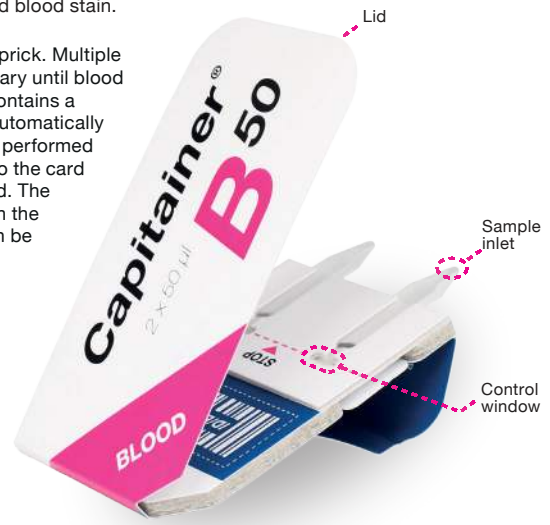 d blood stain.
prick. Multiple
ary until blood
ontains a
utomatically
performed
o the card
d. The
n the
n be
Lid
Capitainer®
B50
2 x 50 µl
Sample
inlet
STOP
Control
window
BLOOD